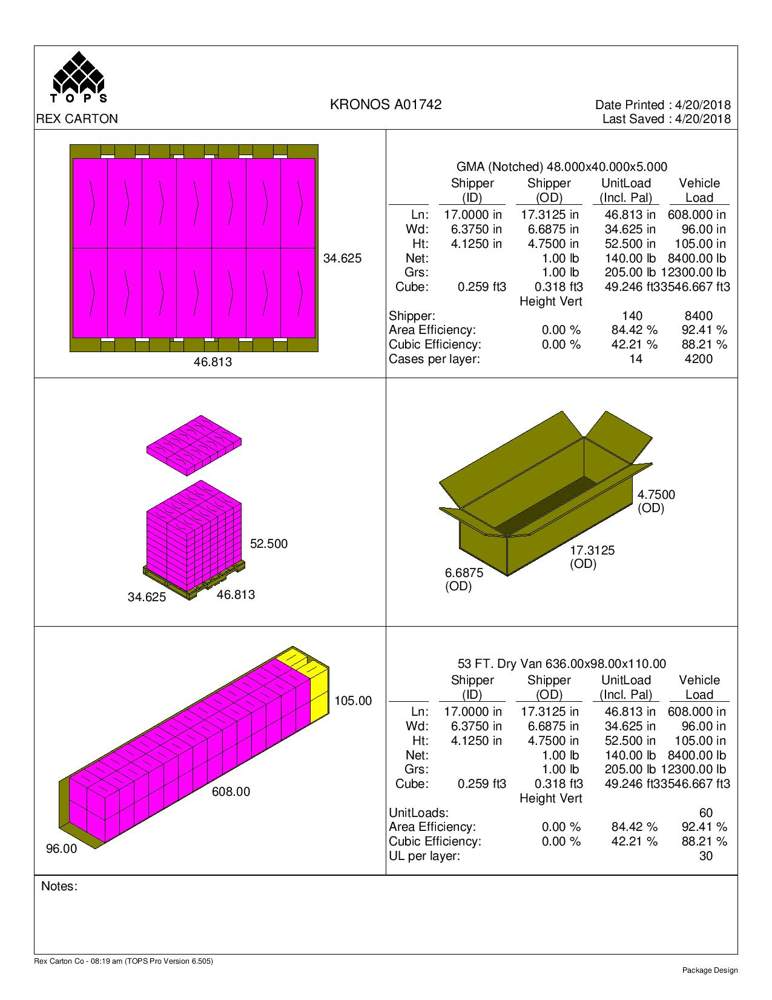 TOPS
REX CARTON
KRONOS A01742
Date Printed : 4/20/2018
Last Saved : 4/20/2018
34.625
46.813
GMA (Notched) 48.000x40.000x5.000
Shipper Shipper UnitLoad Vehicle
(ID) (OD) (Incl. Pal) Load
Ln: 17.0000 in 17.3125 in 46.813 in 608.000 in
Wd: 6.3750 in 6.6875 in 34.625 in 96.00 in
Ht: 4.1250 in 4.7500 in 52.500 in 105.00 in
Net: 1.00 lb 140.00 lb 8400.00 lb
Grs: 1.00 lb 205.00 lb 12300.00 lb
Cube: 0.259 ft3 0.318 ft3 49.246 ft33546.667 ft3
Height Vert
Shipper: 140 8400
Area Efficiency: 0.00 % 84.42 % 92.41 %
Cubic Efficiency: 0.00 % 42.21 % 88.21 %
Cases per layer: 14 4200
52.500
34.625
46.813
4.7500
(OD)
17.3125
(OD)
6.6875
(OD)
105.00
608.00
96.00
53 FT. Dry Van 636.00x98.00x110.00
Shipper Shipper UnitLoad Vehicle
(ID) (OD) (Incl. Pal) Load
Ln: 17.0000 in 17.3125 in 46.813 in 608.000 in
Wd: 6.3750 in 6.6875 in 34.625 in 96.00 in
Ht: 4.1250 in 4.7500 in 52.500 in 105.00 in
Net: 1.00 lb 140.00 lb 8400.00 lb
Grs: 1.00 lb 205.00 lb 12300.00 lb
Cube: 0.259 ft3 0.318 ft3 49.246 ft33546.667 ft3
Height Vert
UnitLoads: 60
Area Efficiency: 0.00 % 84.42 % 92.41 %
Cubic Efficiency: 0.00 % 42.21 % 88.21 %
UL per layer: 30
Notes:
Rex Carton Co - 08:19 am (TOPS Pro Version 6.505)
Package Design